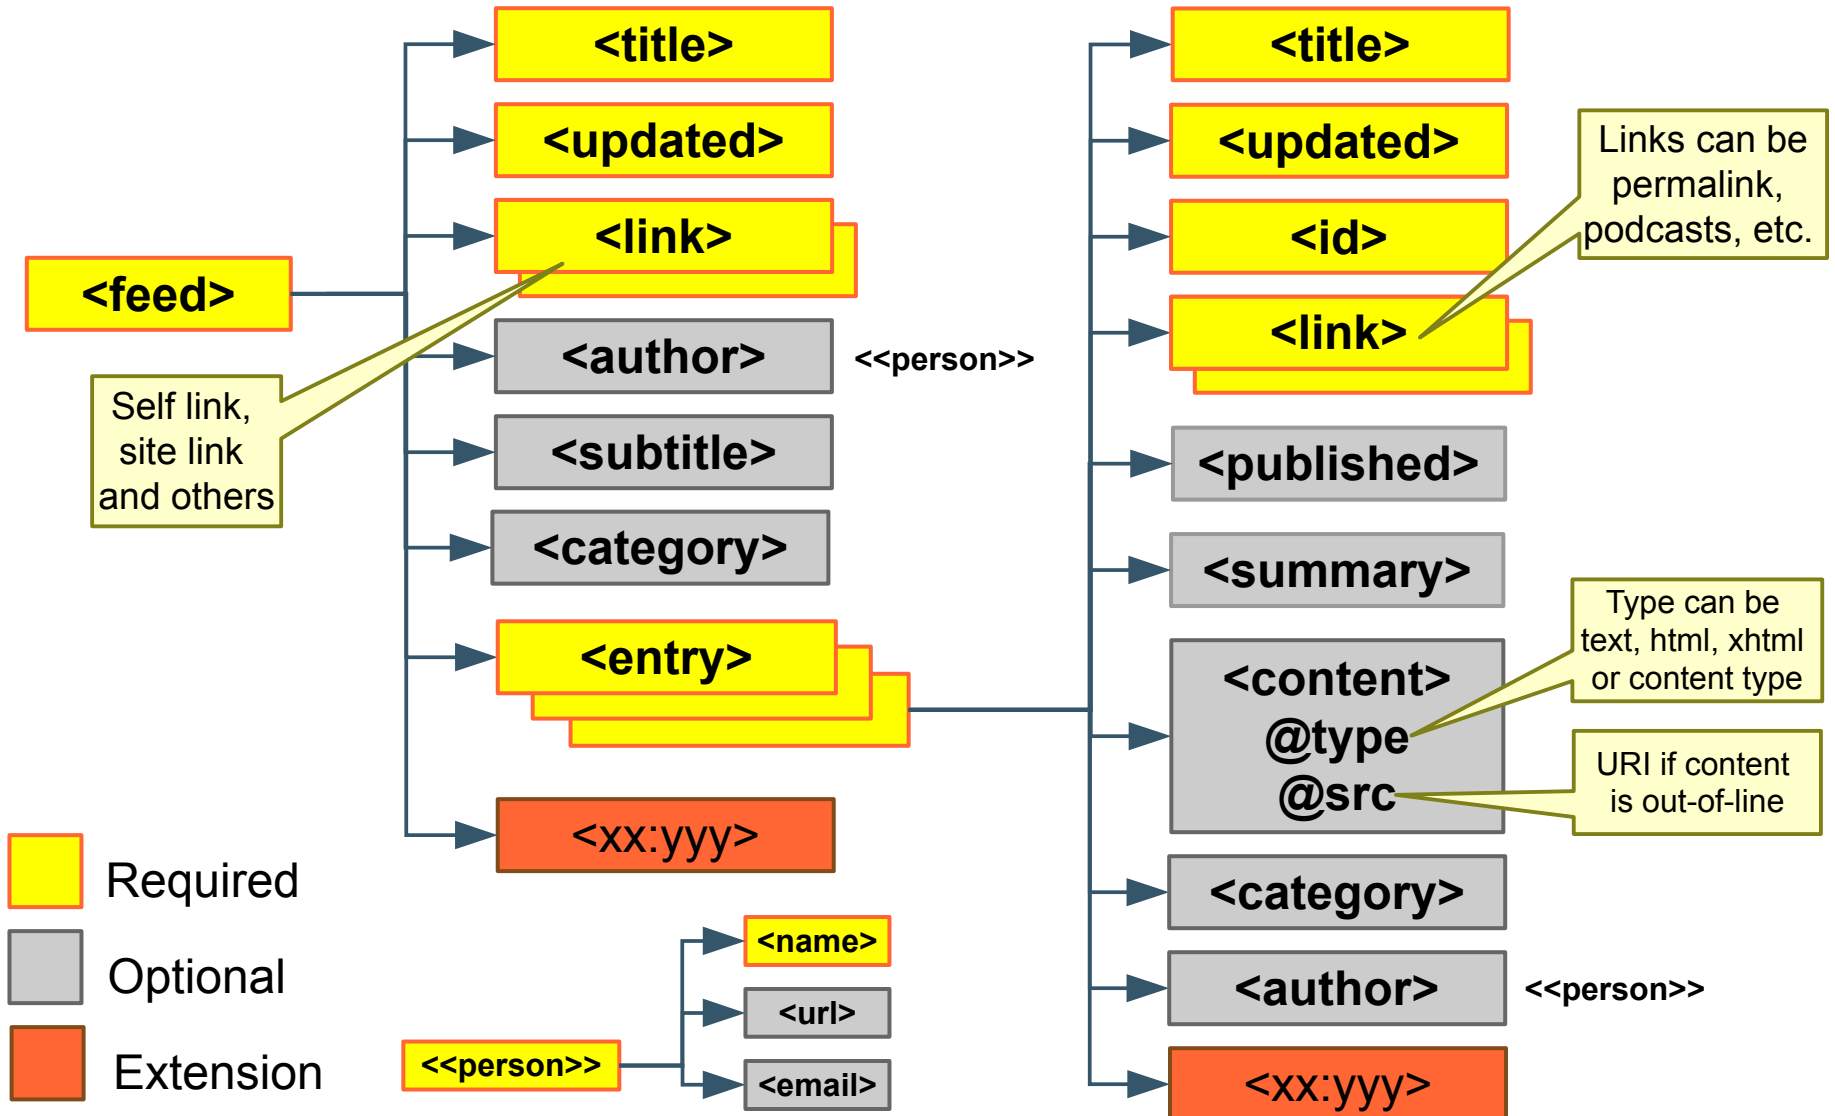 <feed>
Self link,
site link
and others
<title>
<updated>
<link>
<author>
<<person>>
<subtitle>
<category>
<entry>
<xx:yyy>
<title>
<updated>
<id>
<link>
Links can be
permalink,
podcasts, etc.
<published>
<summary>
<content>
@type
@src
Type can be
text, html, xhtml
or content type
URI if content
is out-of-line
<category>
<author>
<<person>>
<xx:yyy>
Required
Optional
Extension
<<person>>
<name>
<url>
<email>